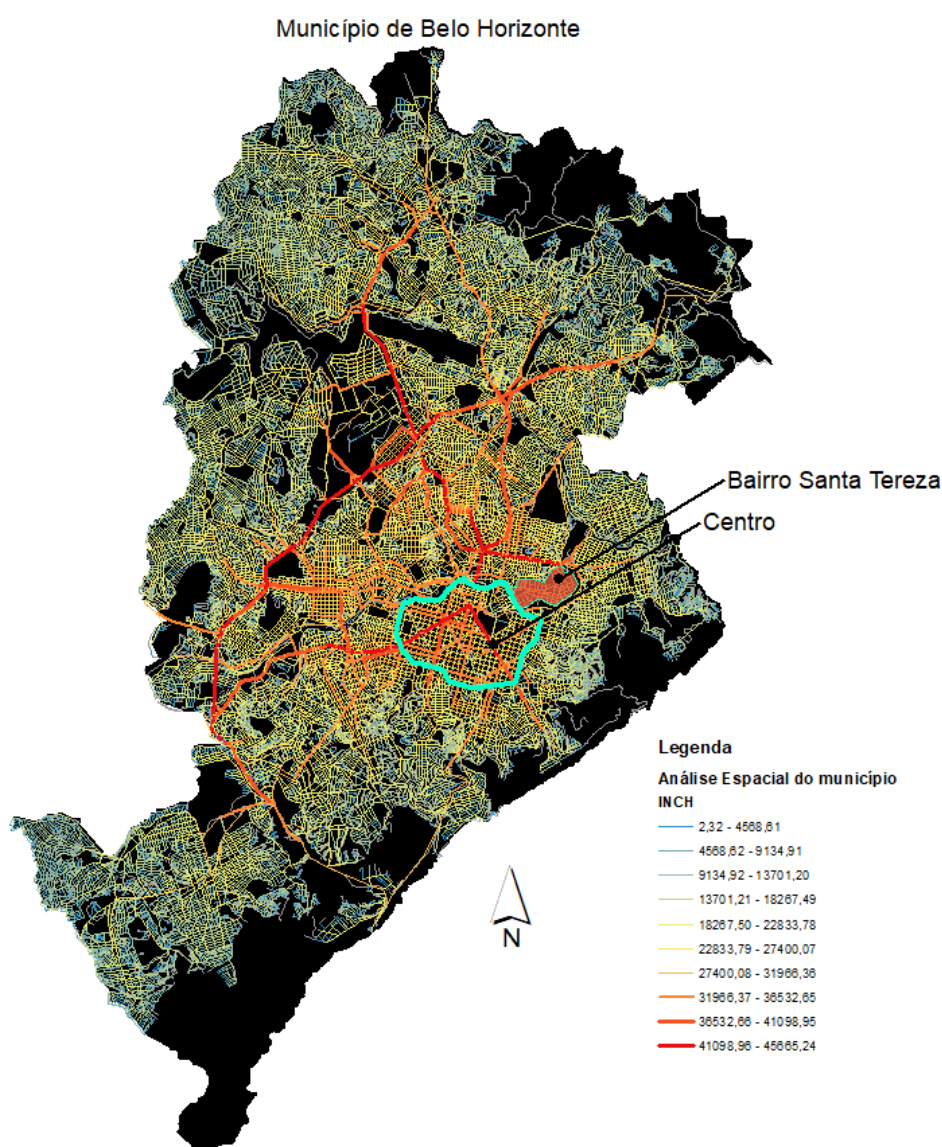 Município de Belo Horizonte
Bairro Santa Tereza
Centro
Legenda
Análise Espacial do município
INCH
2,32 - 4568,61
4568,62 - 9134,91
9134,92 - 13701,20
13701,21 - 18267,49
18267,50 - 22833,78
22833,79 - 27400,07
27400,08 - 31966,36
31966,37 - 36532,65
36532,66 - 41098,95
41098,96 - 45665,24
N